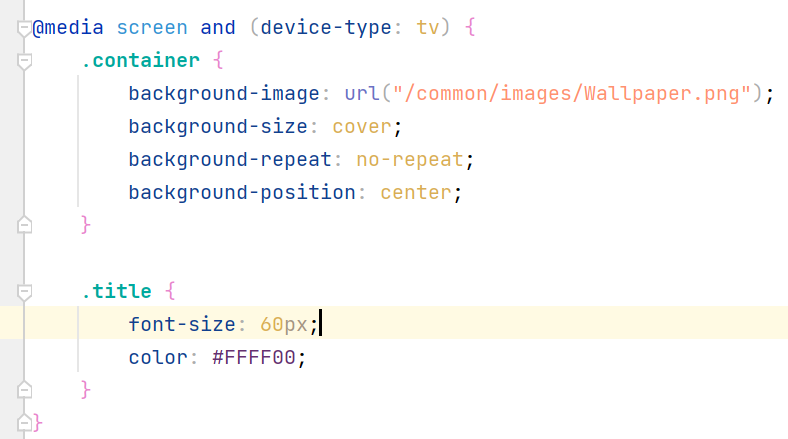 @media screen and (device-type: tv) {
    .container {
        background-image: url("/common/images/Wallpaper.png");
        background-size: cover;
        background-repeat: no-repeat;
        background-position: center;
    }

    .title {
        font-size: 60px;
        color: #FFFF00;
    }
}